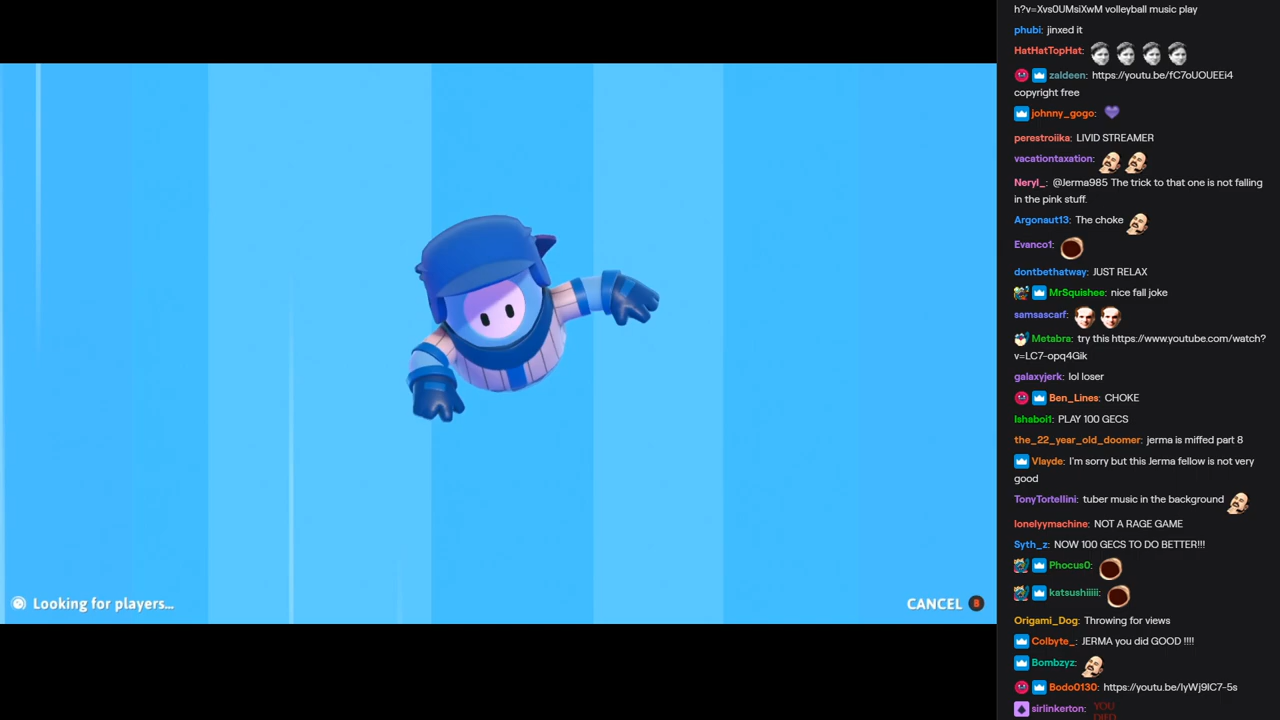 h?v=Xvs0UMsiXwM volleyball music play
phubi: jinxed it
HatHatTopHat:
zaldeen: https://youtu.be/fC7oUOUEEi4
copyright free
johnny_gogo:
perestroiika: LIVID STREAMER
vacationtaxation:
Neryl_: @Jerma985 The trick to that one is not falling
in the pink stuff.
Argonaut13: The choke
Evanco1:
dontbethatway: JUST RELAX
MrSquishee: nice fall joke
samsascarf:
Metabra: try this https://www.youtube.com/watch?
v=LC7-opq4Gik
galaxyjerk: lol loser
Ben_Lines: CHOKE
Ishaboi1: PLAY 100 GECS
the_22_year_old_doomer: jerma is miffed part 8
Vlayde: I'm sorry but this Jerma fellow is not very
good
TonyTortellini: tuber music in the background
lonelyymachine: NOT A RAGE GAME
Syth_z: NOW 100 GECS TO DO BETTER!!!
Phocus0:
katsushiiiii:
Origami_Dog: Throwing for views
Colbyte_: JERMA you did GOOD !!!!
Bombzyz:
Bodo0130: https://youtu.be/IyWj9IC7-5s
sirlinkerton: YOU DIED
Looking for players...
CANCEL B